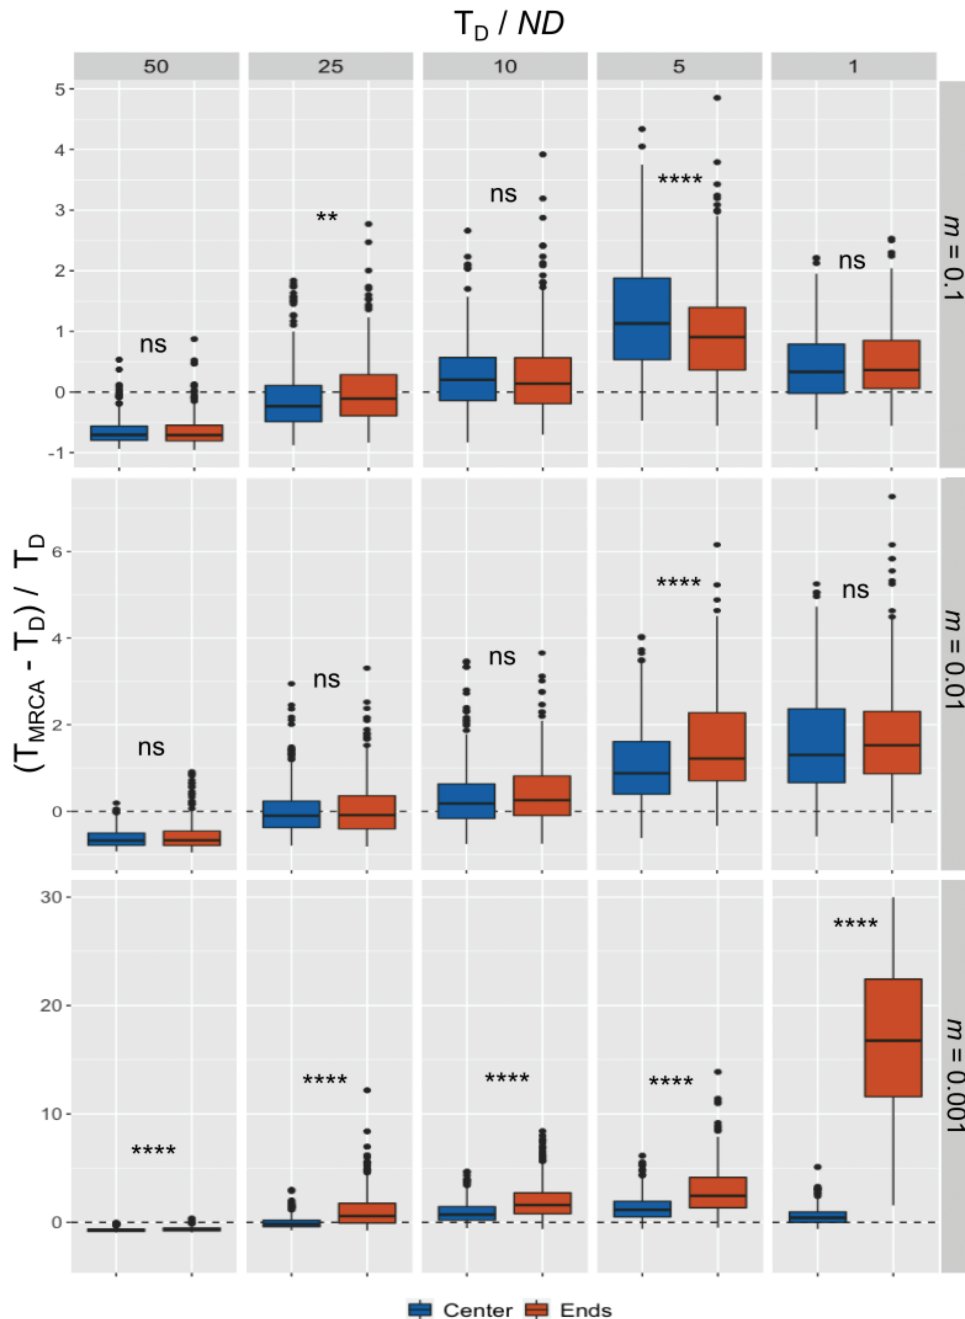 T_D / ND
50 25 10 5 1
5
4
3
2
1
0
-1
ns ** ns **** ns
m = 0.1
(T_MRCA - T_D) / T_D
6
4
2
0
ns ns ns **** ns
m = 0.01
30
20
10
0
**** **** **** **** ****
m = 0.001
Center Ends